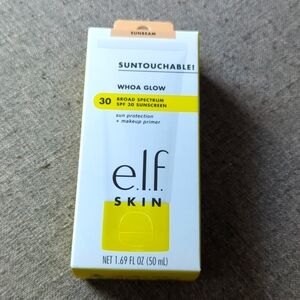 SUNBEAM
SUNTOUCHABLE!
WHOA GLOW
30 BROAD SPECTRUM
SPF 30 SUNSCREEN
sun protection
+ makeup primer
e.l.f.
SKIN
NET 1.69 FL OZ (50 mL)